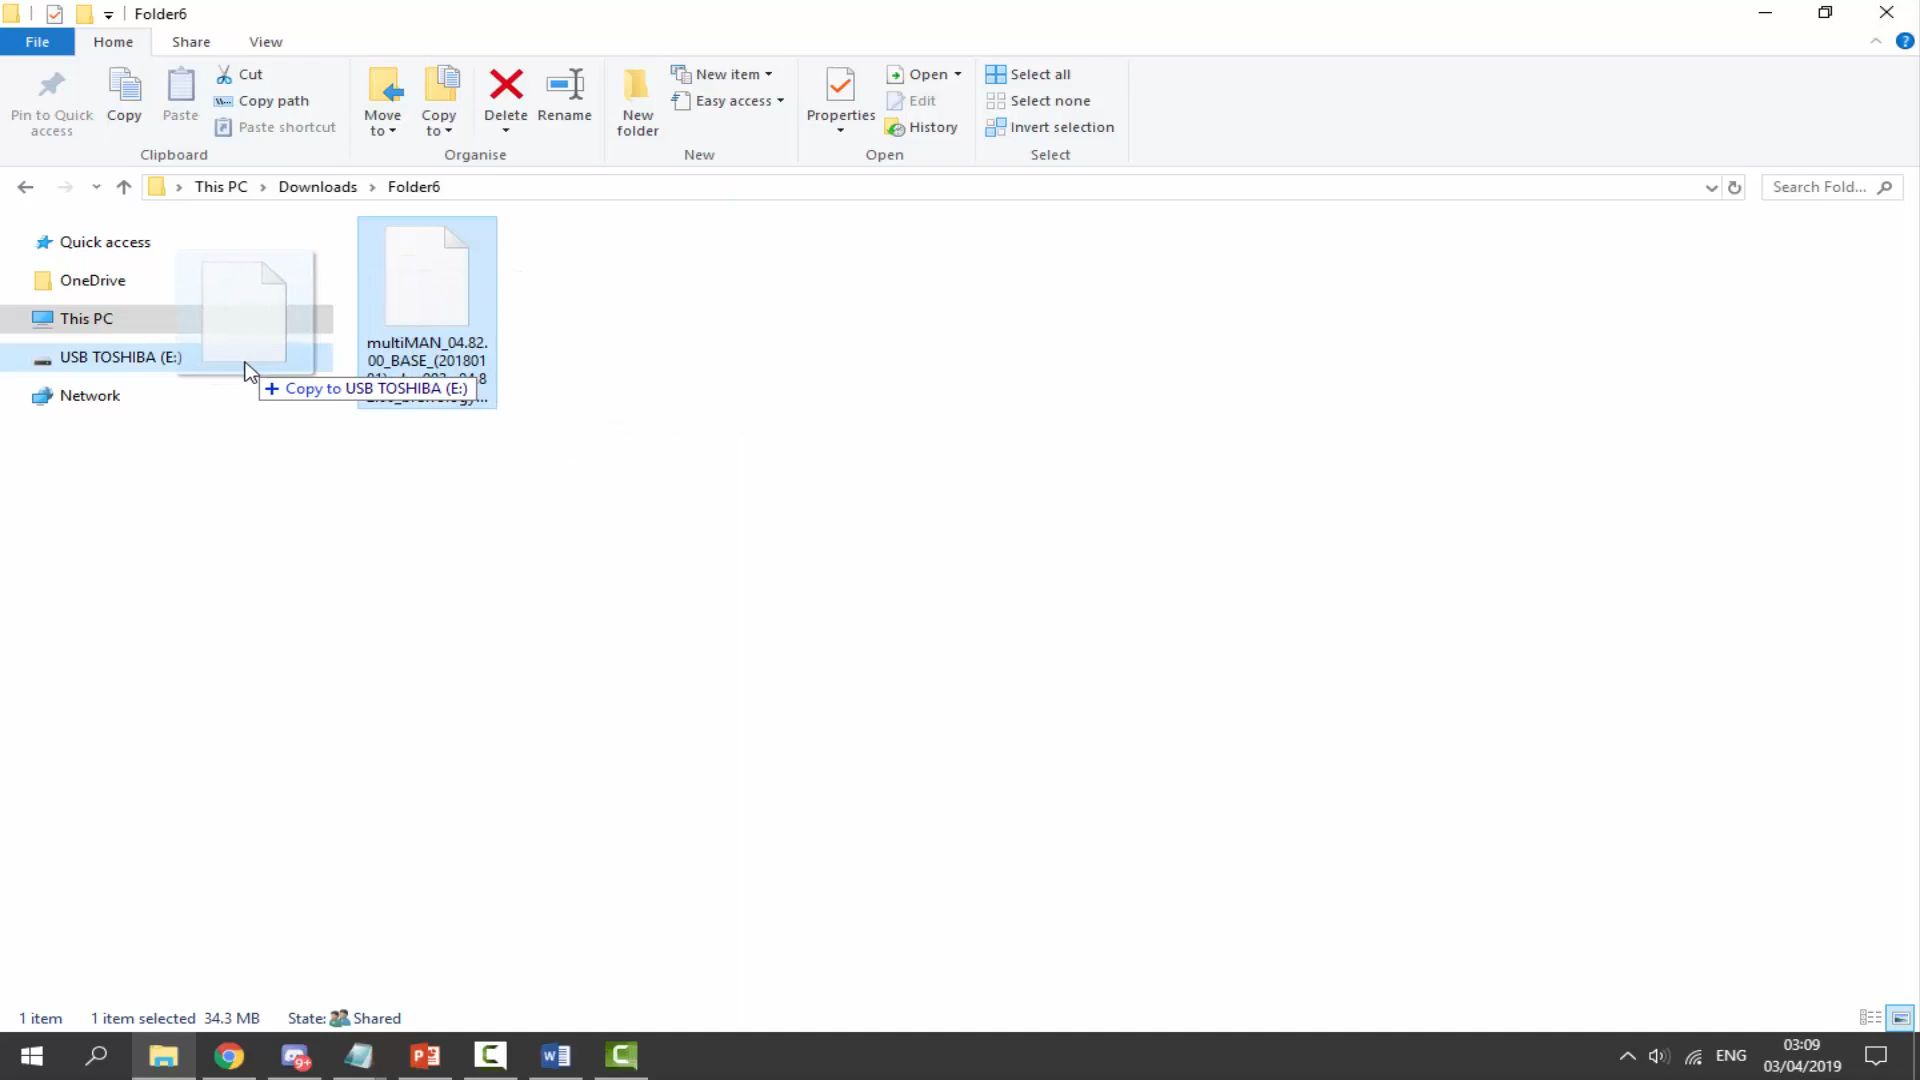 Folder6
File Home Share View
Pin to Quick access
Copy
Paste
Cut
Copy path
Paste shortcut
Move to
Copy to
Delete
Rename
New folder
New item
Easy access
Properties
Open
Edit
History
Select all
Select none
Invert selection
Clipboard Organise New Open Select
This PC Downloads Folder6
Search Fold...
Quick access
OneDrive
This PC
USB TOSHIBA (E:)
Network
multiMAN_04.82.
00_BASE_(201801
Copy to USB TOSHIBA (E:)
1 item 1 item selected 34.3 MB State: Shared
9+
ENG
03:09
03/04/2019